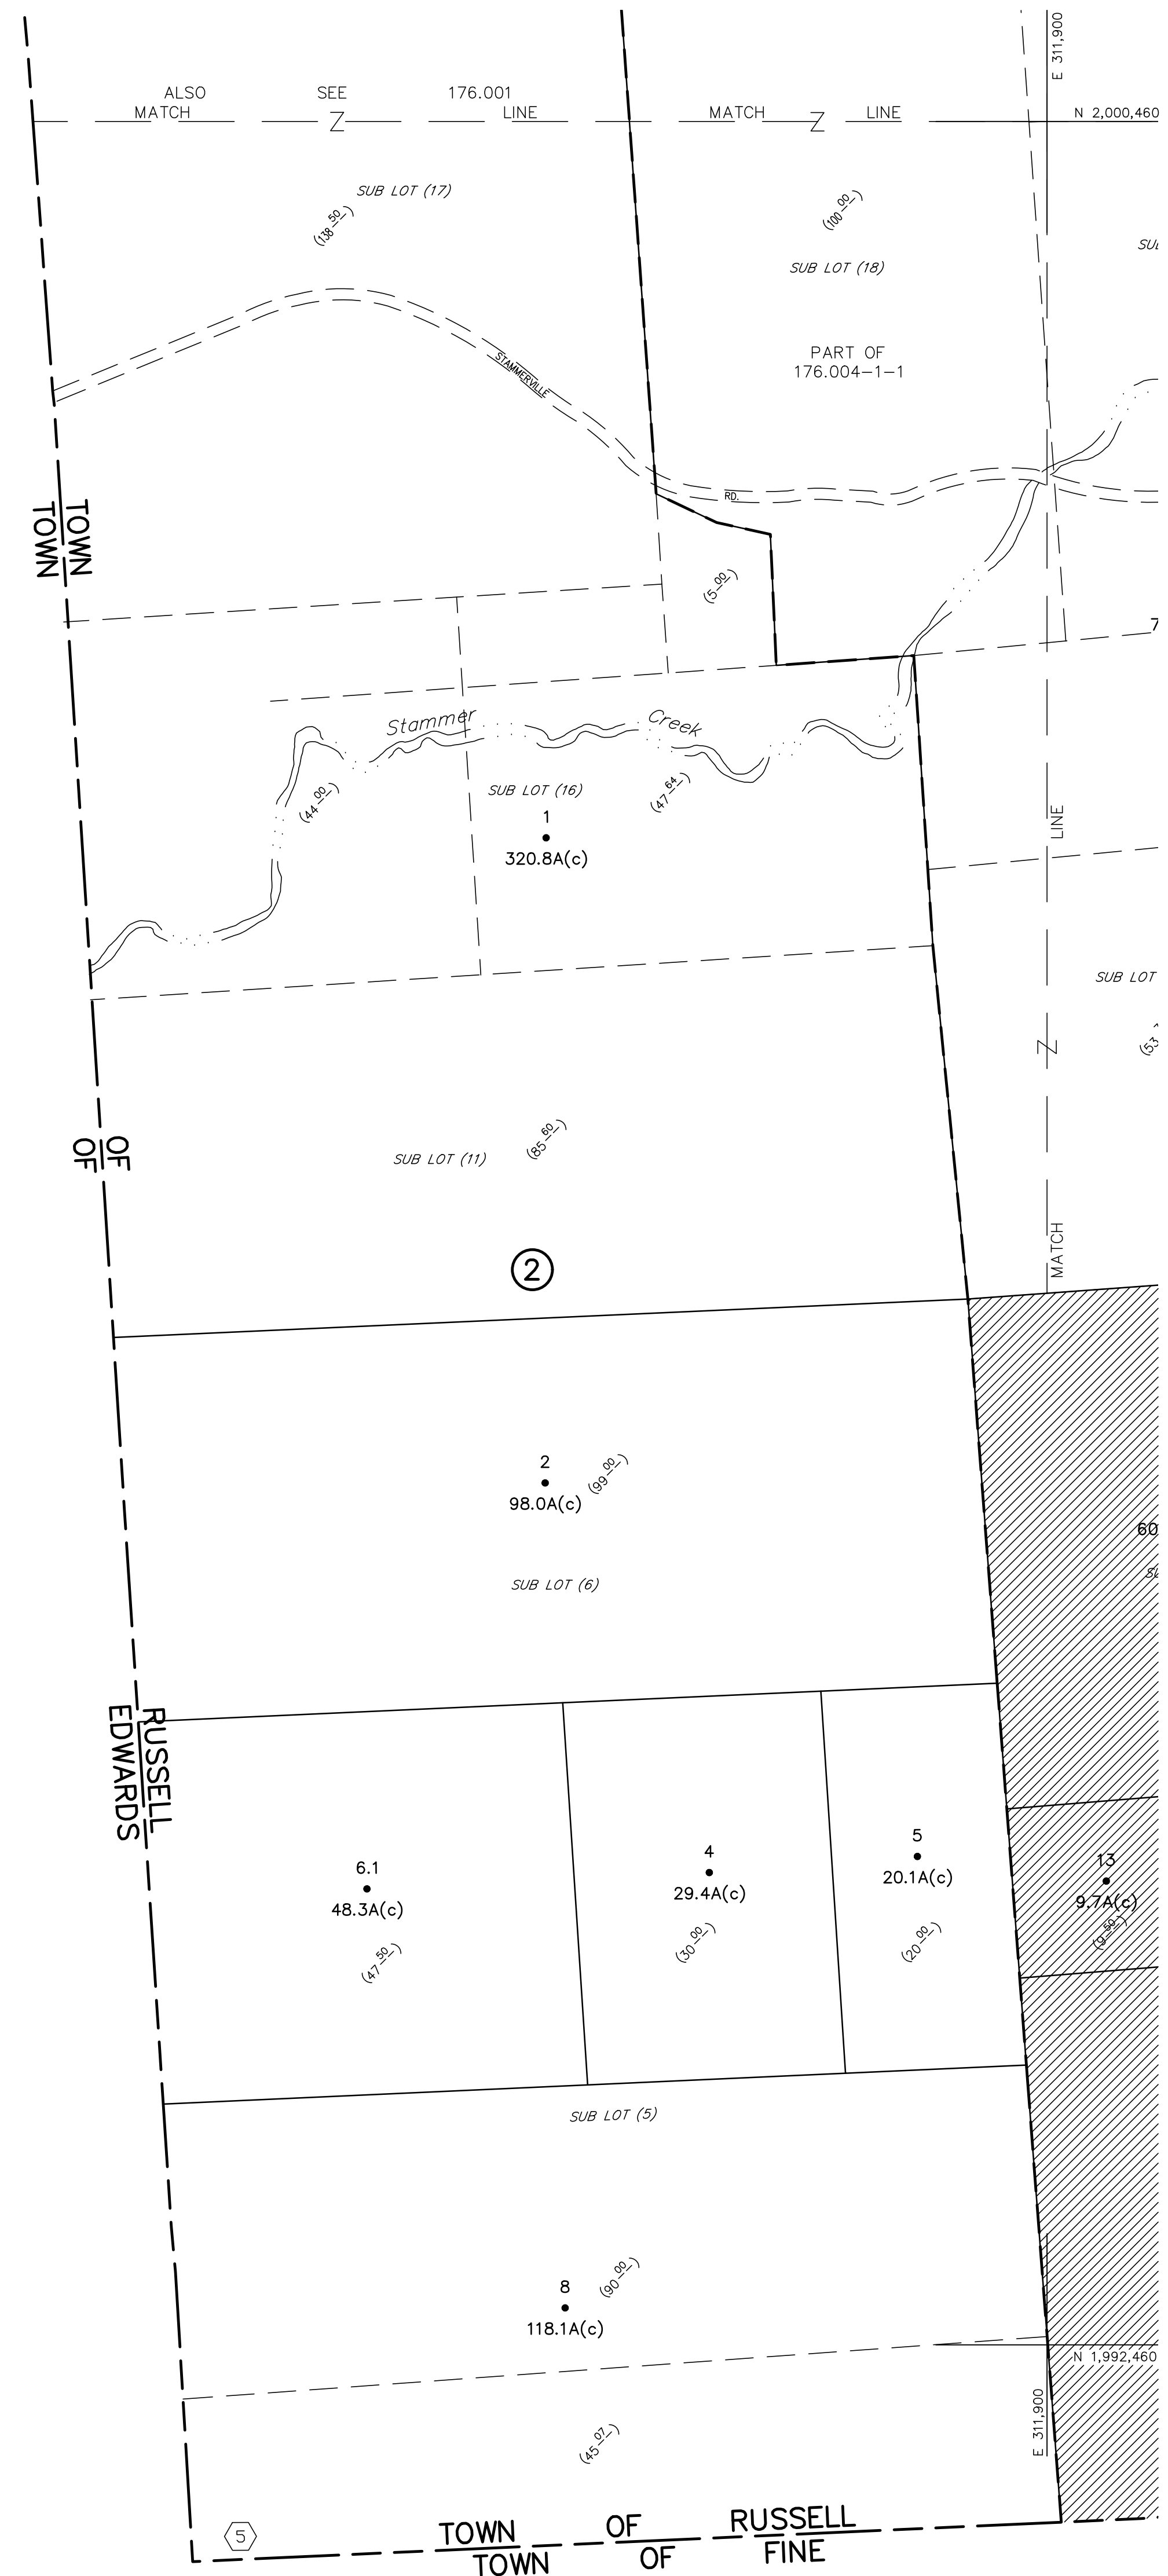 E 311,900
ALSO SEE 176.001
MATCH Z LINE MATCH Z LINE
N 2,000,460
SUB LOT (17)
(138 50)
(100 00)
SUB LOT (18)
PART OF
176.004-1-1
STAMMERVILLE
RD.
TOWN
TOWN
(5 00)
7
Stammer Creek
(44 00)
SUB LOT (16)
(47 64)
1
320.8A(c)
LINE
SUB LOT
Z
(85 60)
SUB LOT (11)
OF
OF
MATCH
2
2
98.0A(c)
(99 00)
60
SUB LOT (6)
RUSSELL
EDWARDS
6.1
48.3A(c)
(47 50)
4
29.4A(c)
(30 00)
5
20.1A(c)
(20 00)
13
9.7A(c)
(9 50)
SUB LOT (5)
8
118.1A(c)
(90 00)
N 1,992,460
E 311,900
(45 07)
5
TOWN OF RUSSELL
TOWN OF FINE